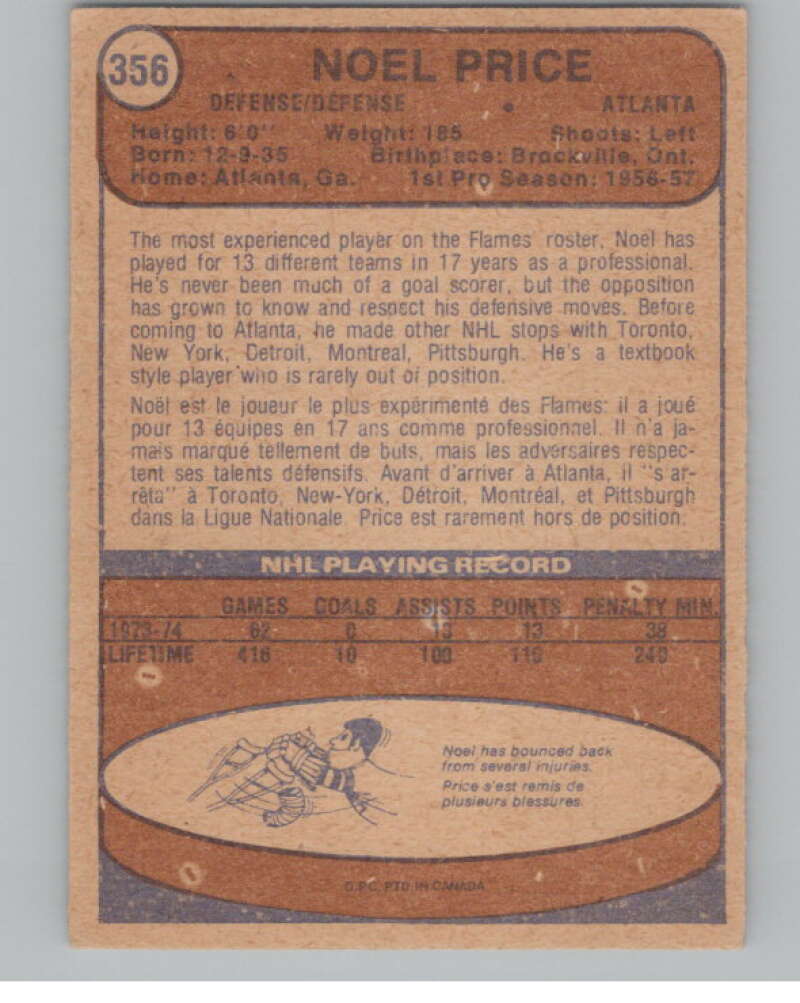 356
NOEL PRICE
DEFENSE/DÉFENSE ATLANTA
Height: 6'0" Weight: 185 Shoots: Left
Born: 12-9-35 Birthplace: Brockville, Ont.
Home: Atlanta, Ga. 1st Pro Season: 1956-57
The most experienced player on the Flames' roster, Noel has
played for 13 different teams in 17 years as a professional.
He's never been much of a goal scorer, but the opposition
has grown to know and respect his defensive moves. Before
coming to Atlanta, he made other NHL stops with Toronto,
New York, Detroit, Montreal, Pittsburgh. He's a textbook
style player who is rarely out of position.
Noël est le joueur le plus expérimenté des Flames: il a joué
pour 13 équipes en 17 ans comme professionnel. Il n'a ja-
mais marqué tellement de buts, mais les adversaires respec-
tent ses talents défensifs. Avant d'arriver à Atlanta, il "s'ar-
rêta" à Toronto, New-York, Détroit, Montréal, et Pittsburgh
dans la Ligue Nationale. Price est rarement hors de position.
NHL PLAYING RECORD
GAMES GOALS ASSISTS POINTS PENALTY MIN.
1973-74 62 0 13 13 38
LIFETIME 416 10 100 110 240
Noel has bounced back
from several injuries.
Price s'est remis de
plusieurs blessures.
O.P.C. PTD. IN CANADA